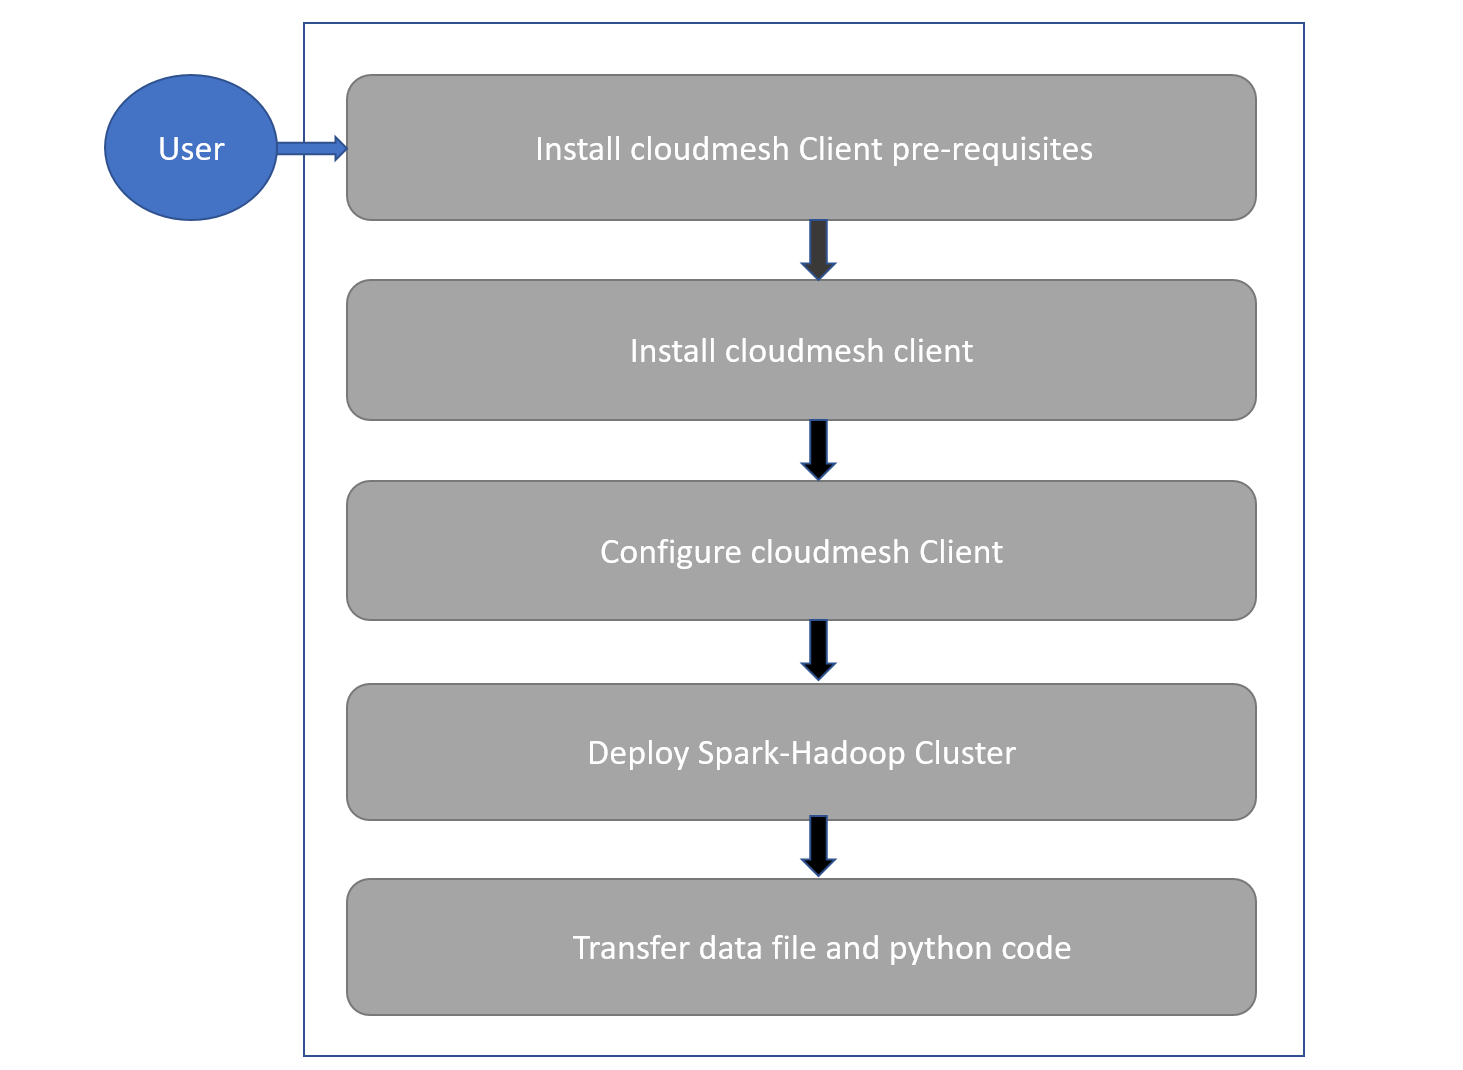 User
Install cloudmesh Client pre-requisites
Install cloudmesh client
Configure cloudmesh Client
Deploy Spark-Hadoop Cluster
Transfer data file and python code